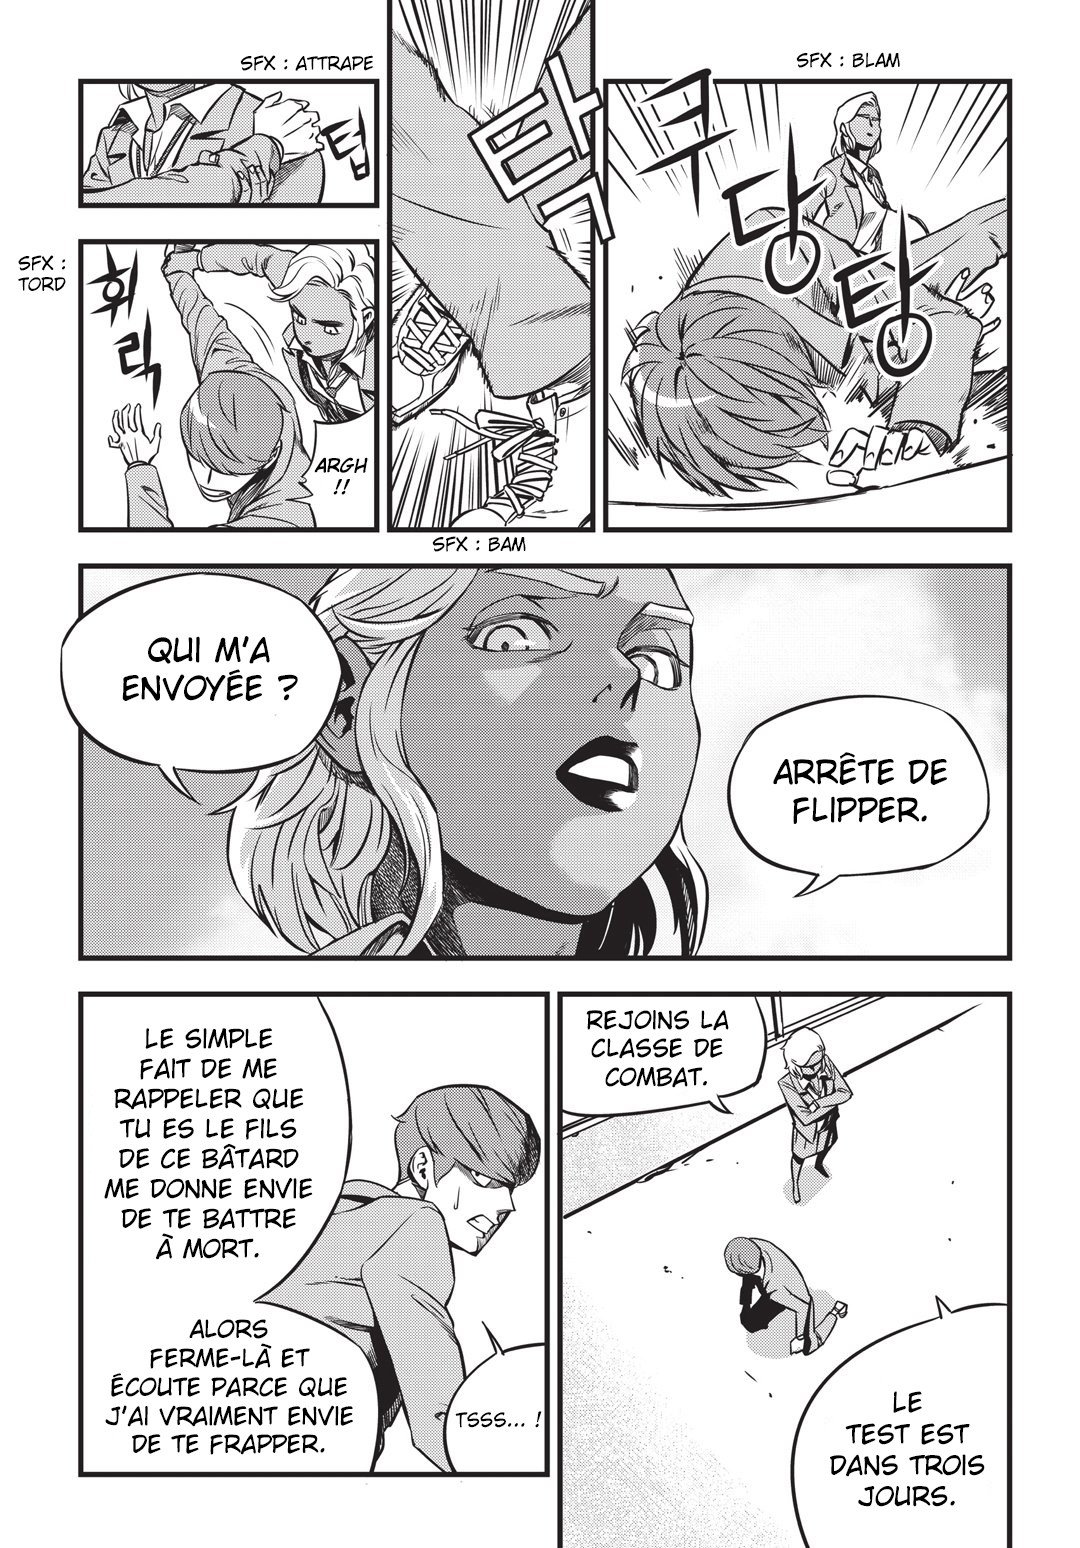 SFX : ATTRAPE
텁
SFX :
TORD
휘
릭
ARGH
!!
탁
SFX : BAM
SFX : BLAM
쿠
당
탕
QUI M'A
ENVOYÉE ?
ARRÊTE DE
FLIPPER.
LE SIMPLE
FAIT DE ME
RAPPELER QUE
TU ES LE FILS
DE CE BÂTARD
ME DONNE ENVIE
DE TE BATTRE
À MORT.
ALORS
FERME-LÀ ET
ÉCOUTE PARCE QUE
J'AI VRAIMENT ENVIE
DE TE FRAPPER.
TSSS... !
REJOINS LA
CLASSE DE
COMBAT.
LE
TEST EST
DANS TROIS
JOURS.